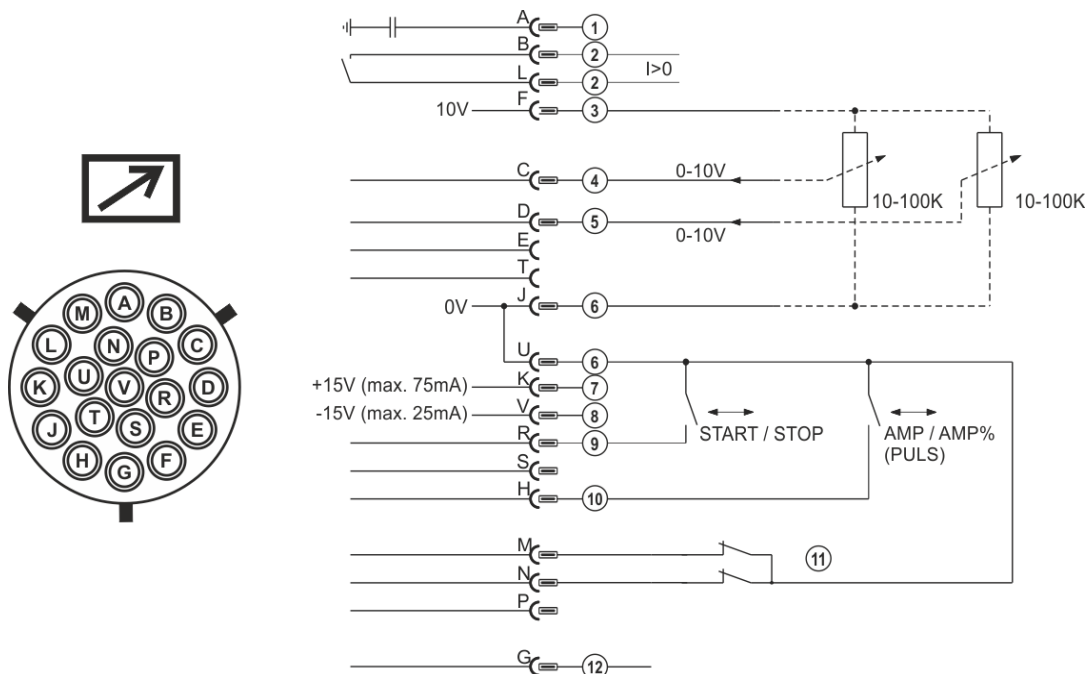 A 1
B 2
I>0
L 2
10V F 3
C 4 0-10V
10-100K 10-100K
D 5
0-10V
E
T
0V J 6
U 6
+15V (max. 75mA) K 7
-15V (max. 25mA) V 8
R 9 START / STOP AMP / AMP%
(PULS)
S
H 10
M 11
N
P
G 12
A
M B
L N P C
K U V R D
J T S E
H G F